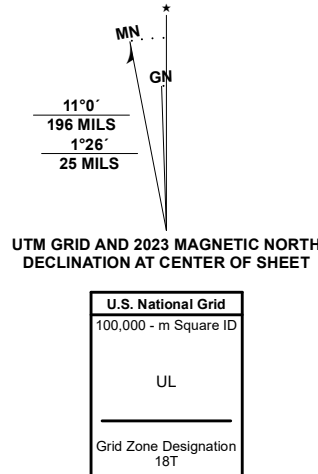 ★
MN
GN
11°0´
196 MILS
1°26´
25 MILS
UTM GRID AND 2023 MAGNETIC NORTH
DECLINATION AT CENTER OF SHEET
U.S. National Grid
100,000 - m Square ID
UL
Grid Zone Designation
18T